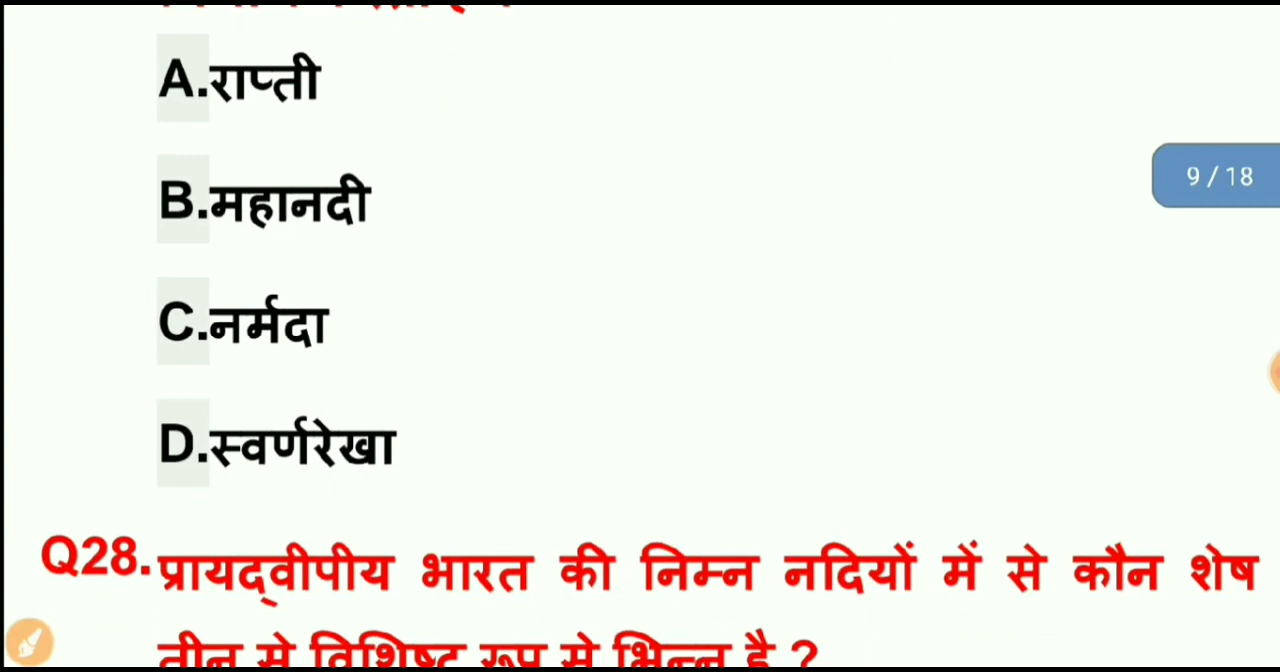 A.राप्ती
B.महानदी
9 / 18
C.नर्मदा
D.स्वर्णरेखा
Q28.प्रायद्वीपीय भारत की निम्न नदियों में से कौन शेष
तीन से विशिष्ट रूप से भिन्न है ?